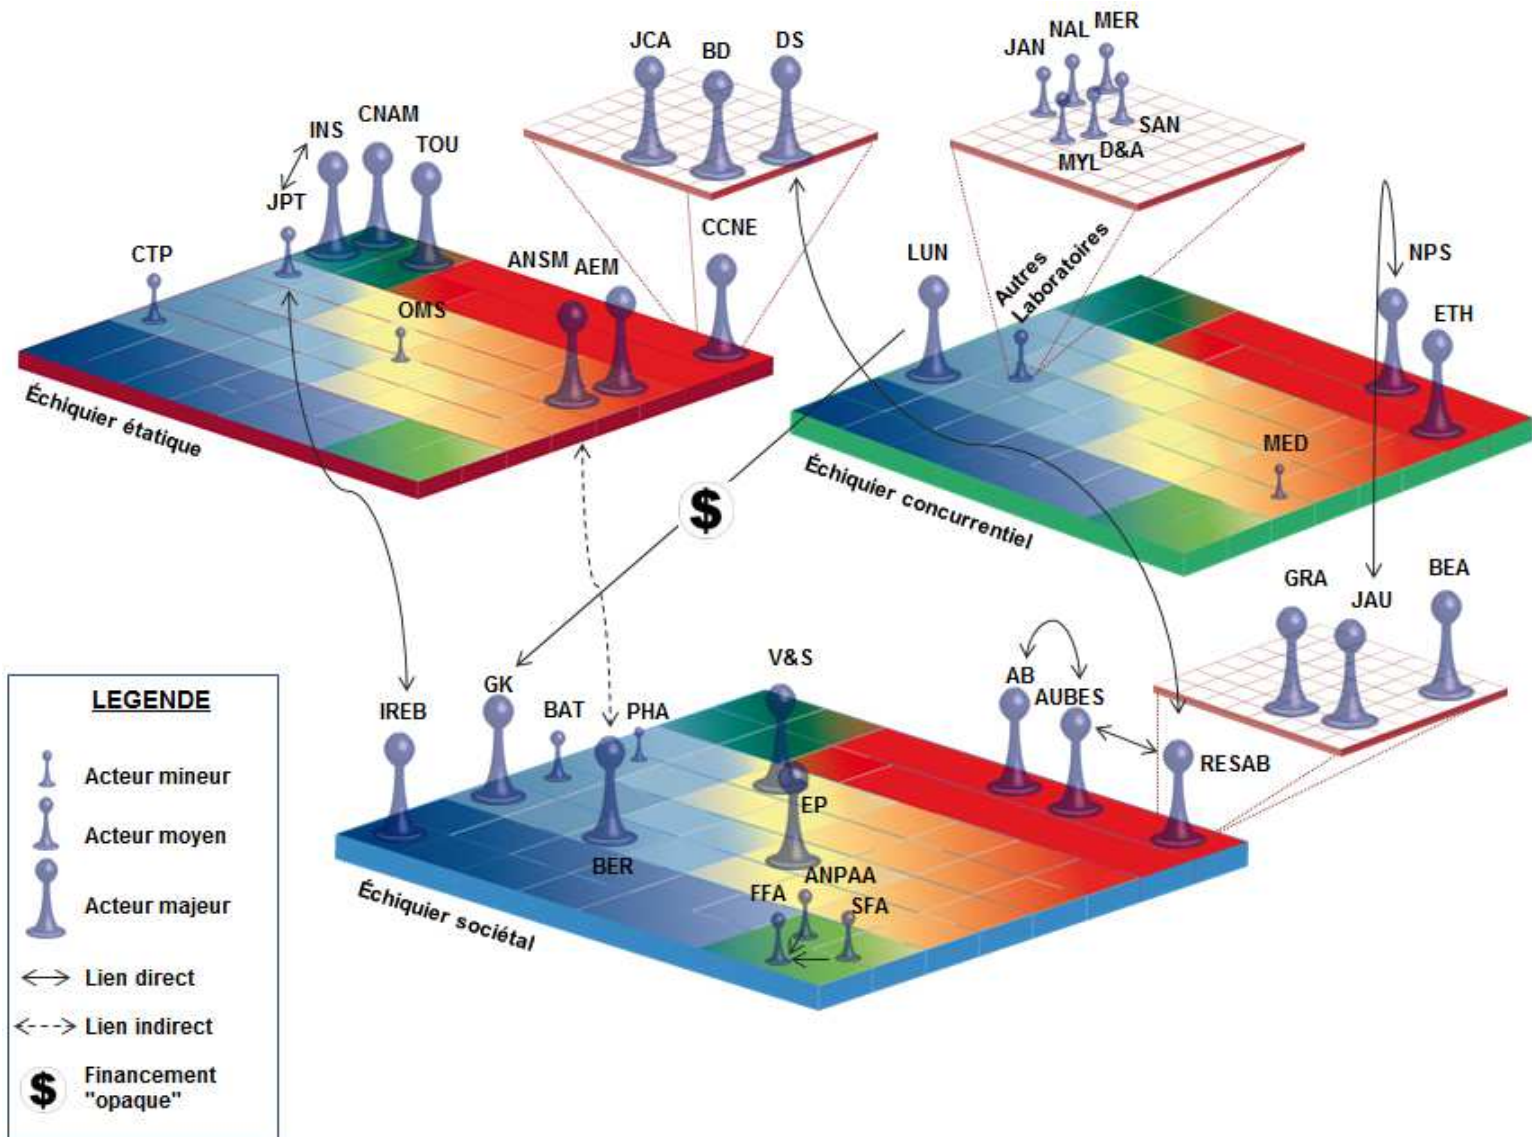 JCA
BD
DS
JAN
NAL
MER
SAN
D&A
MYL
INS
CNAM
TOU
JPT
CTP
OMS
ANSM
AEM
CCNE
Échiquier étatique
LUN
Autres
Laboratoires
NPS
ETH
MED
Échiquier concurrentiel
$
GRA
JAU
BEA
IREB
GK
BAT
PHA
V&S
AB
AUBES
RESAB
BER
EP
ANPAA
FFA
SFA
Échiquier sociétal
LEGENDE
Acteur mineur
Acteur moyen
Acteur majeur
Lien direct
Lien indirect
$
Financement
"opaque"